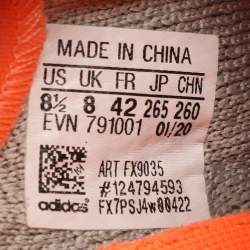 MADE IN CHINA
US UK FR JP CHN
8½ 8 42 265 260
EVN 791001 01/20
ART FX9035
#124794593
adidas FX7PSJ4W00422